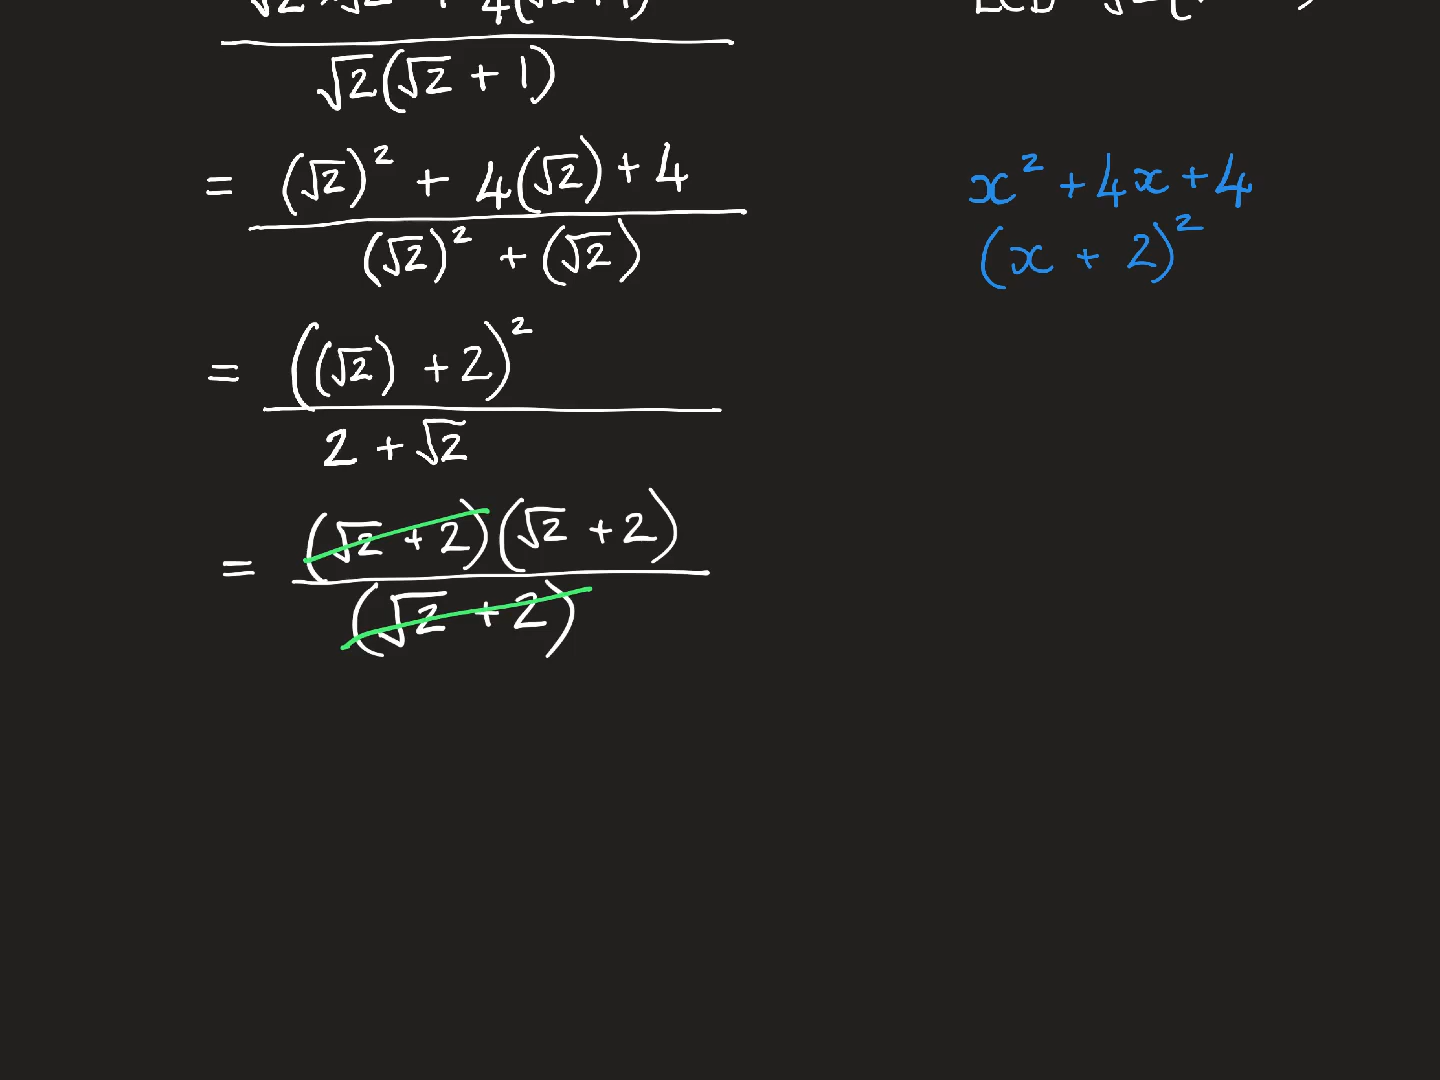 √2(√2 + 1)
= (√2)² + 4(√2) + 4
(√2)² + (√2)
x² + 4x + 4
(x + 2)²
= ((√2) + 2)²
2 + √2
= (√2 + 2)(√2 + 2)
(√2 + 2)